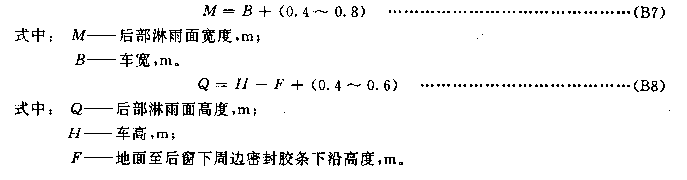 M = B + (0.4～0.8) ……………………………………(B7)
式中： M——后部淋雨面宽度,m；
B——车宽,m。
Q = H − F + (0.4～0.6) ……………………………………(B8)
式中： Q——后部淋雨面高度,m；
H——车高,m；
F——地面至后窗下周边密封胶条下沿高度,m。